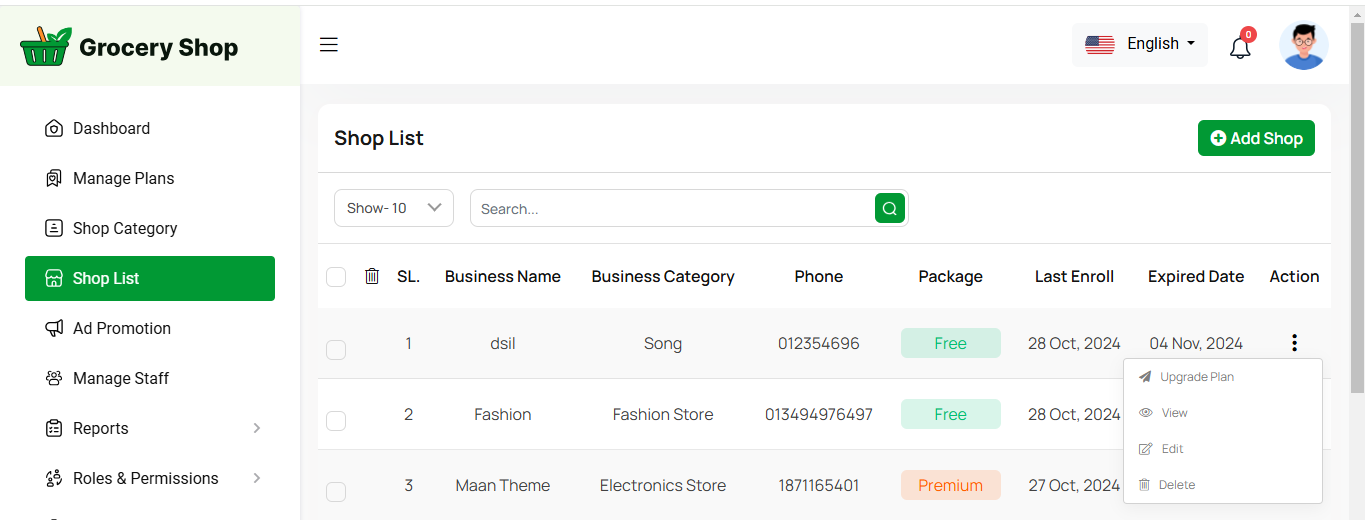 Grocery Shop
English
0
Dashboard
Manage Plans
Shop Category
Shop List
Ad Promotion
Manage Staff
Reports
Roles & Permissions
Shop List
Add Shop
Show- 10
Search...
SL. Business Name Business Category Phone Package Last Enroll Expired Date Action
1 dsil Song 012354696 Free 28 Oct, 2024 04 Nov, 2024
2 Fashion Fashion Store 013494976497 Free 28 Oct, 2024
3 Maan Theme Electronics Store 1871165401 Premium 27 Oct, 2024
Upgrade Plan
View
Edit
Delete